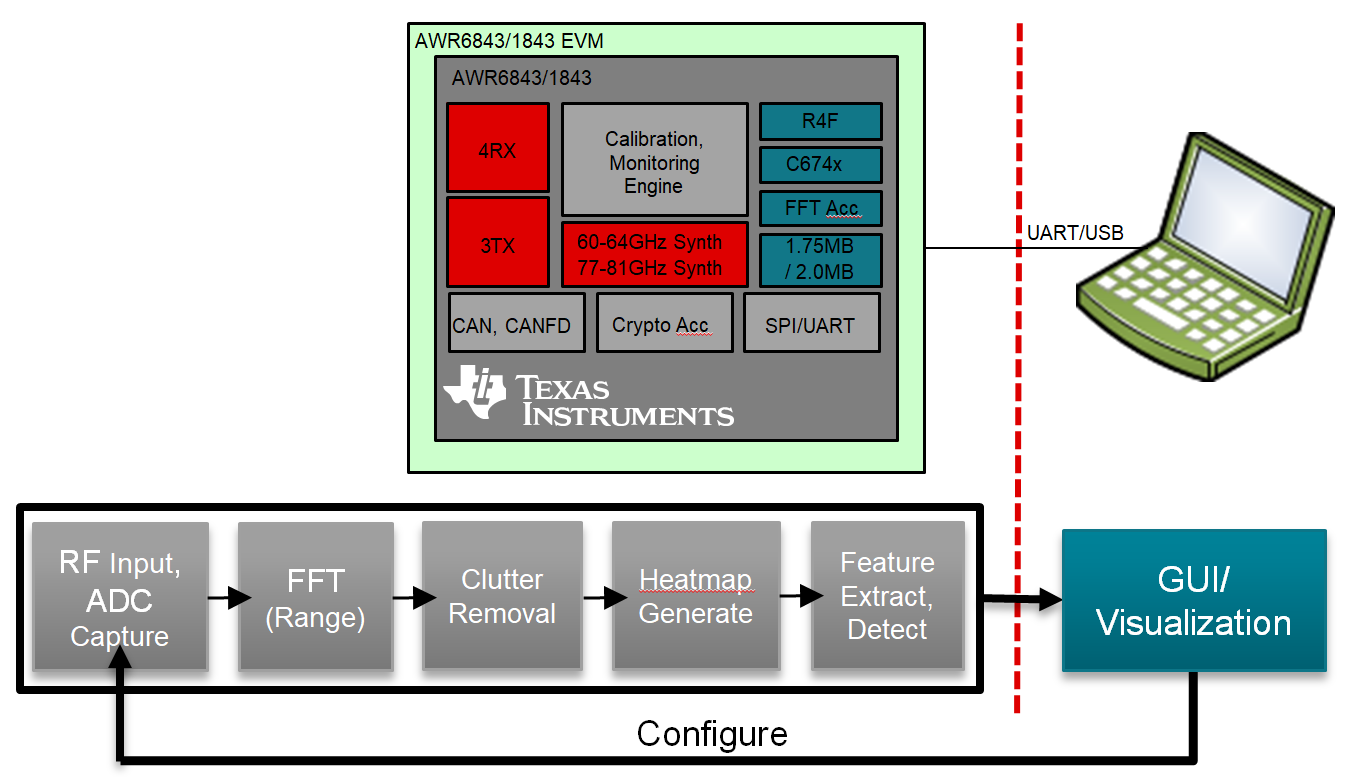 AWR6843/1843 EVM
AWR6843/1843
4RX
3TX
Calibration,
Monitoring
Engine
60-64GHz Synth
77-81GHz Synth
R4F
C674x
FFT Acc
1.75MB
/ 2.0MB
CAN, CANFD
Crypto Acc
SPI/UART
TEXAS
INSTRUMENTS
UART/USB
RF Input,
ADC
Capture
FFT
(Range)
Clutter
Removal
Heatmap
Generate
Feature
Extract,
Detect
GUI/
Visualization
Configure